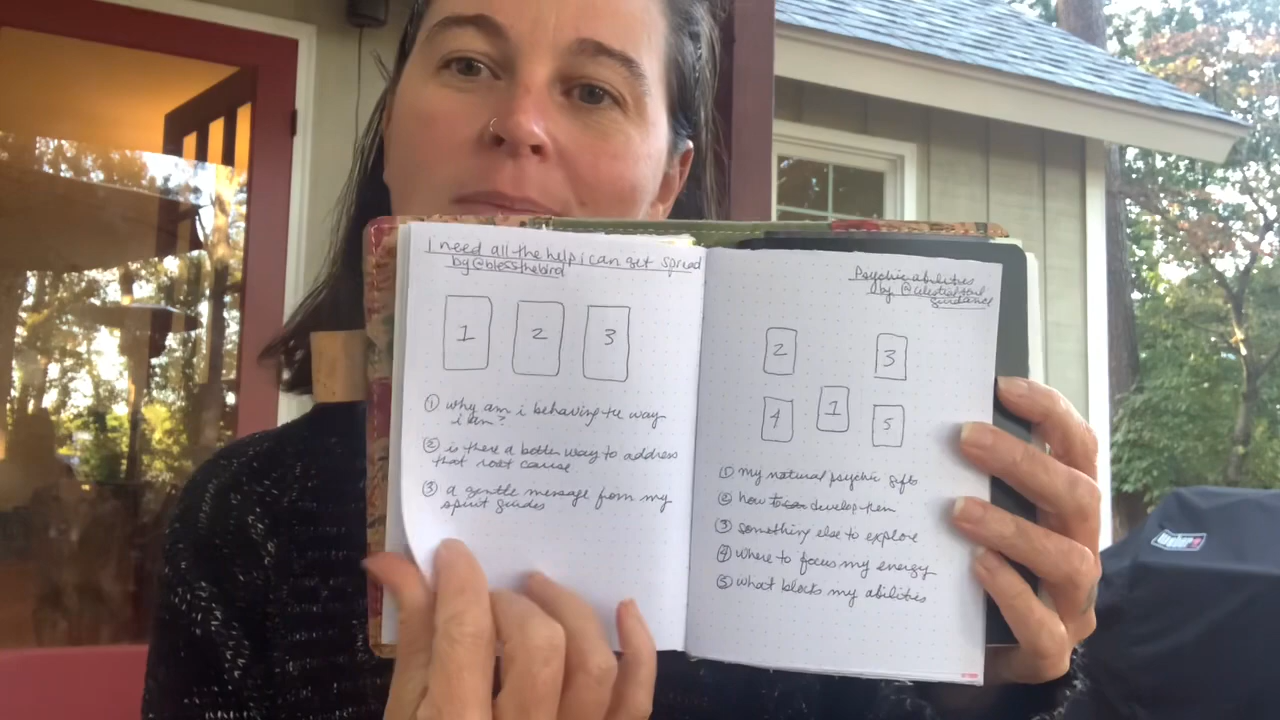 i need all the help i can get spread
by @blessthebird
1 2 3
① why am i behaving the way
i am?
② is there a better way to address
that root cause
③ a gentle message from my
spirit guides
Psychic abilities
by @celestialsoul
guidance
2 3
4 1 5
① my natural psychic gifts
② how to develop them
③ something else to explore
④ where to focus my energy
⑤ what blocks my abilities
weber